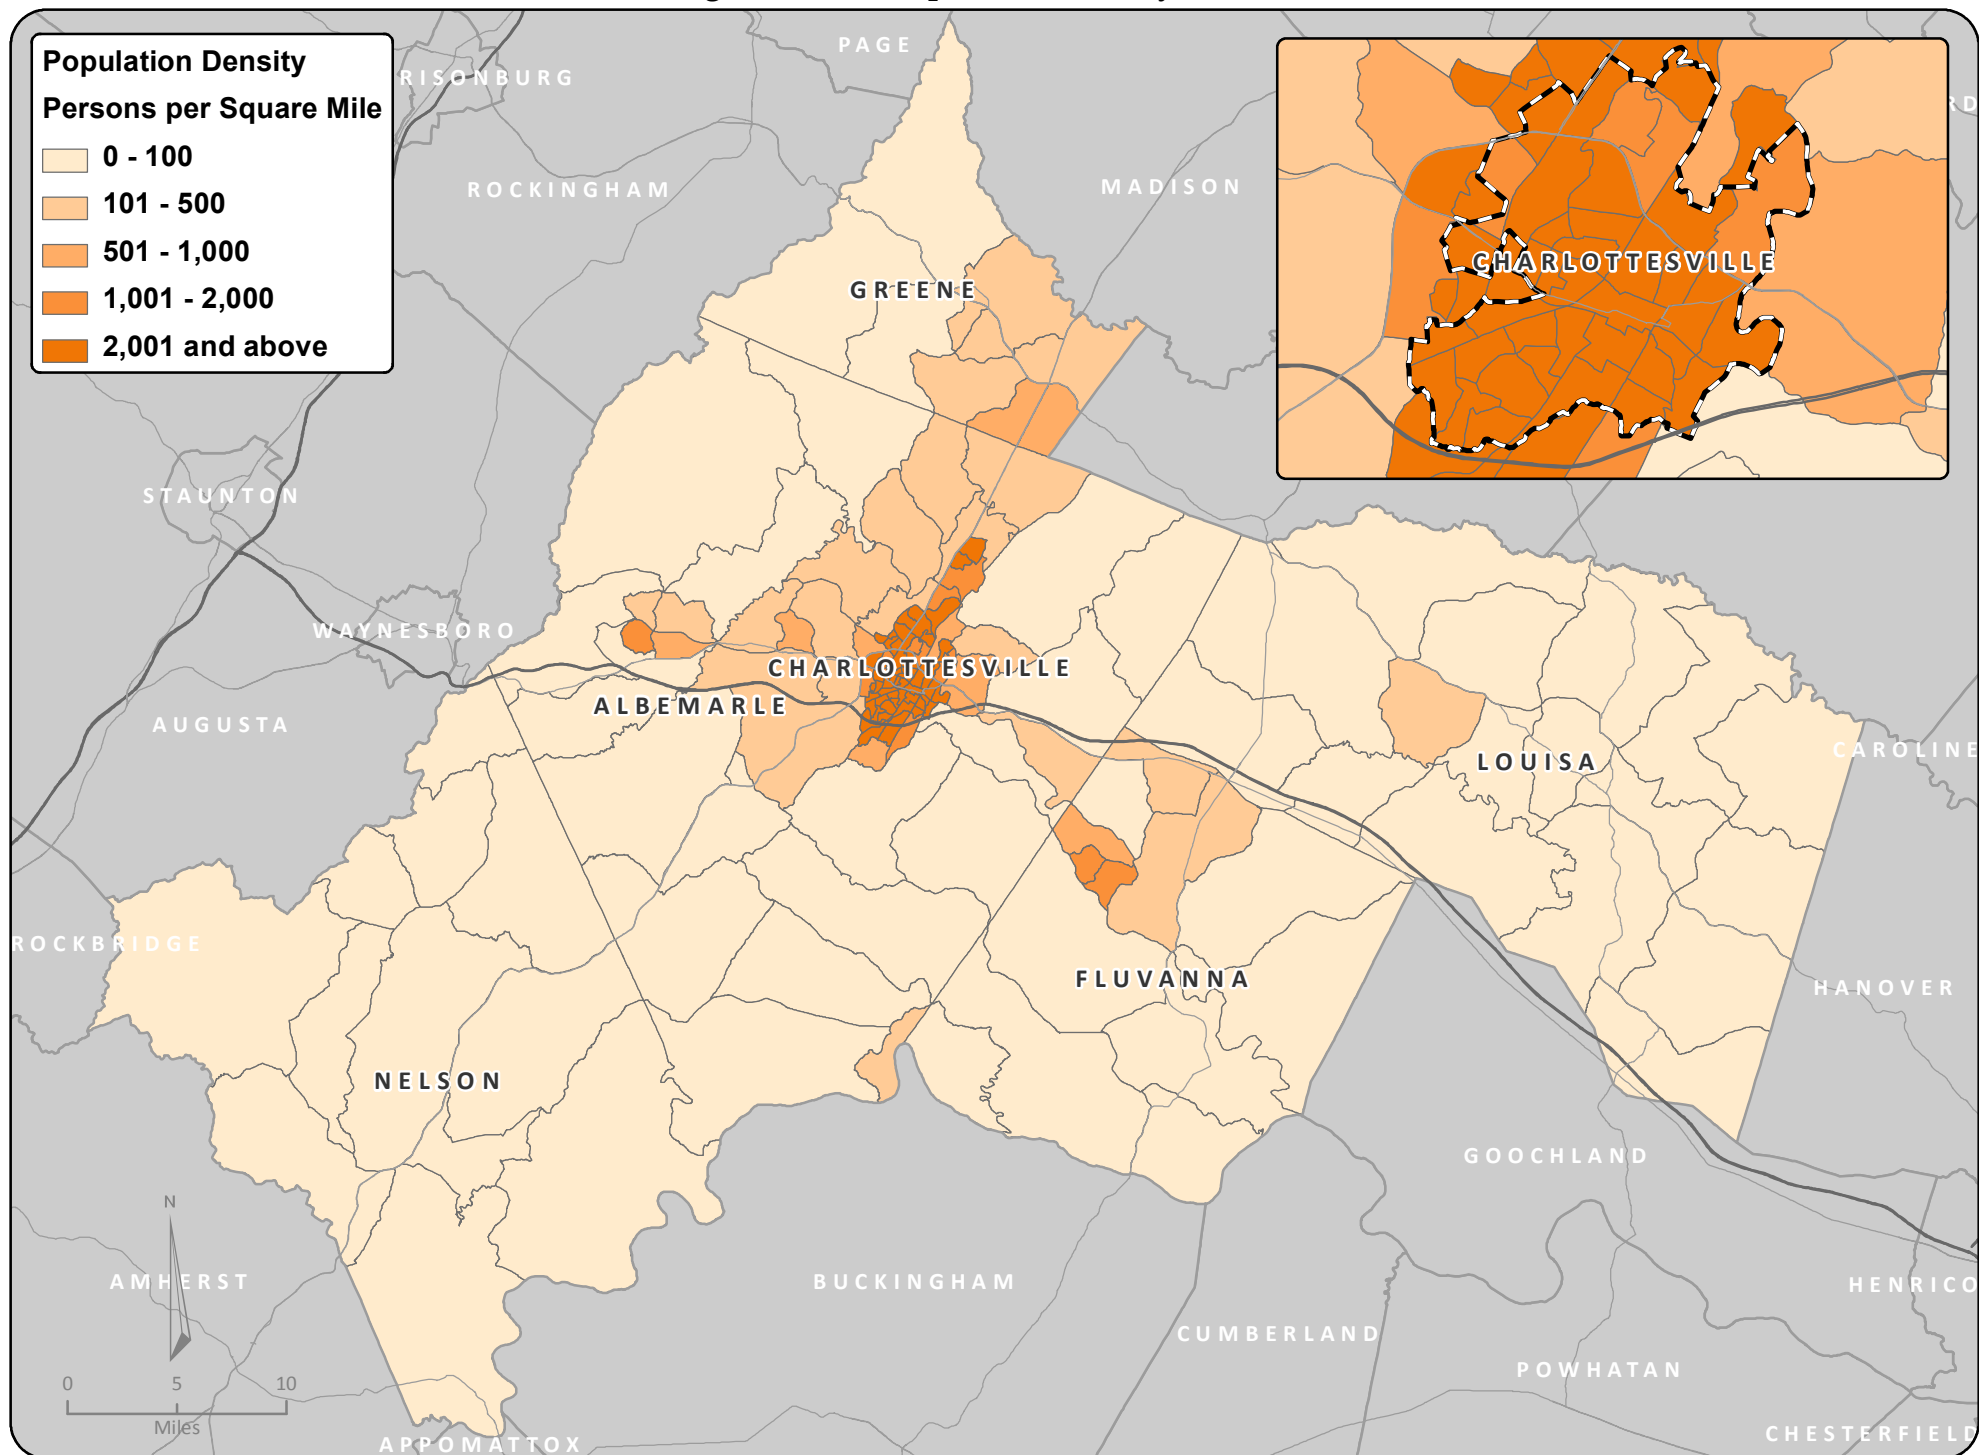 Population Density
Persons per Square Mile
0 - 100
101 - 500
501 - 1,000
1,001 - 2,000
2,001 and above
PAGE
RISONBURG
ROCKINGHAM
MADISON
RD
CHARLOTTESVILLE
GREENE
STAUNTON
WAYNESBORO
CHARLOTTESVILLE
ALBEMARLE
AUGUSTA
LOUISA
CAROLINE
ROCKBRIDGE
FLUVANNA
HANOVER
NELSON
GOOCHLAND
N
AMHERST
BUCKINGHAM
HENRICO
CUMBERLAND
POWHATAN
0 5 10
Miles
CHESTERFIELD
APPOMATTOX